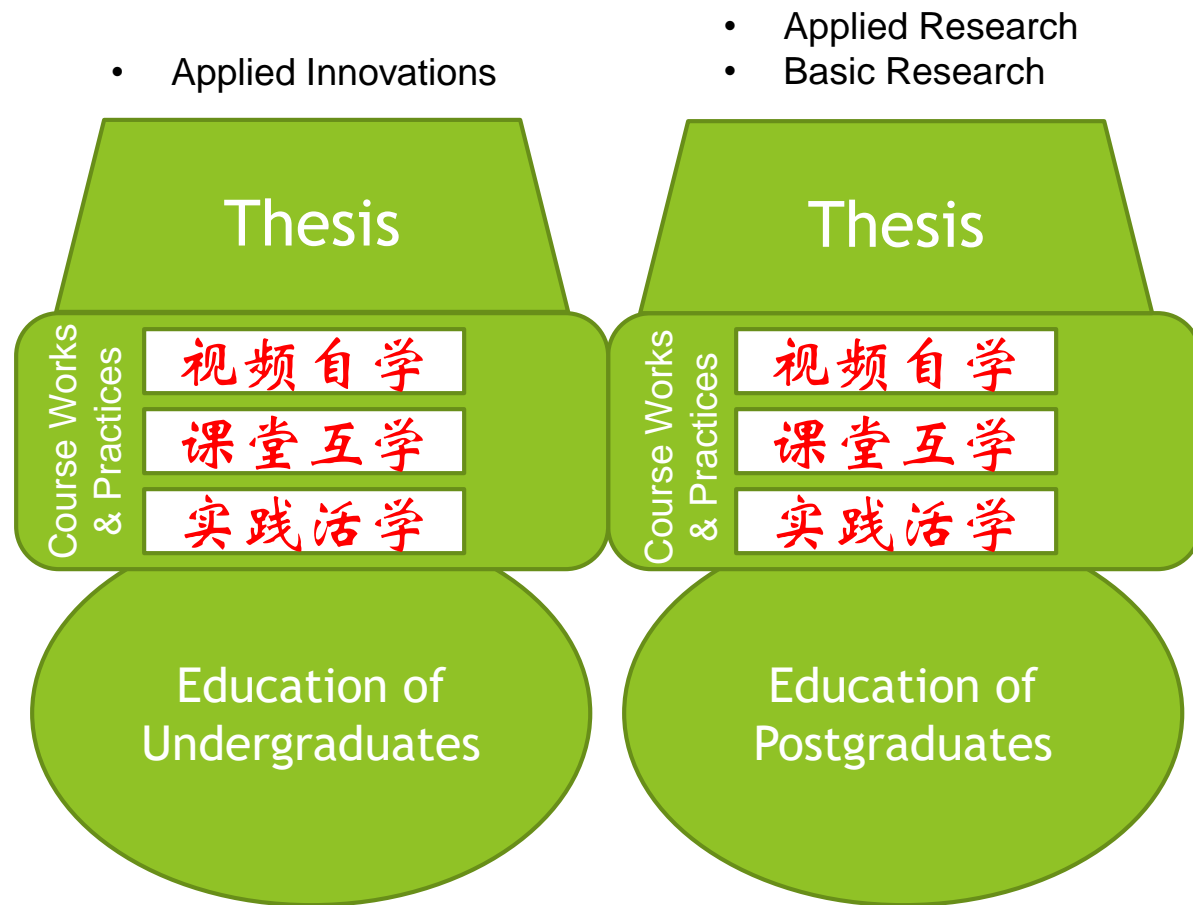 • Applied Innovations
Thesis
Course Works
& Practices
视频自学
课堂互学
实践活学
Education of
Undergraduates
• Applied Research
• Basic Research
Thesis
Course Works
& Practices
视频自学
课堂互学
实践活学
Education of
Postgraduates